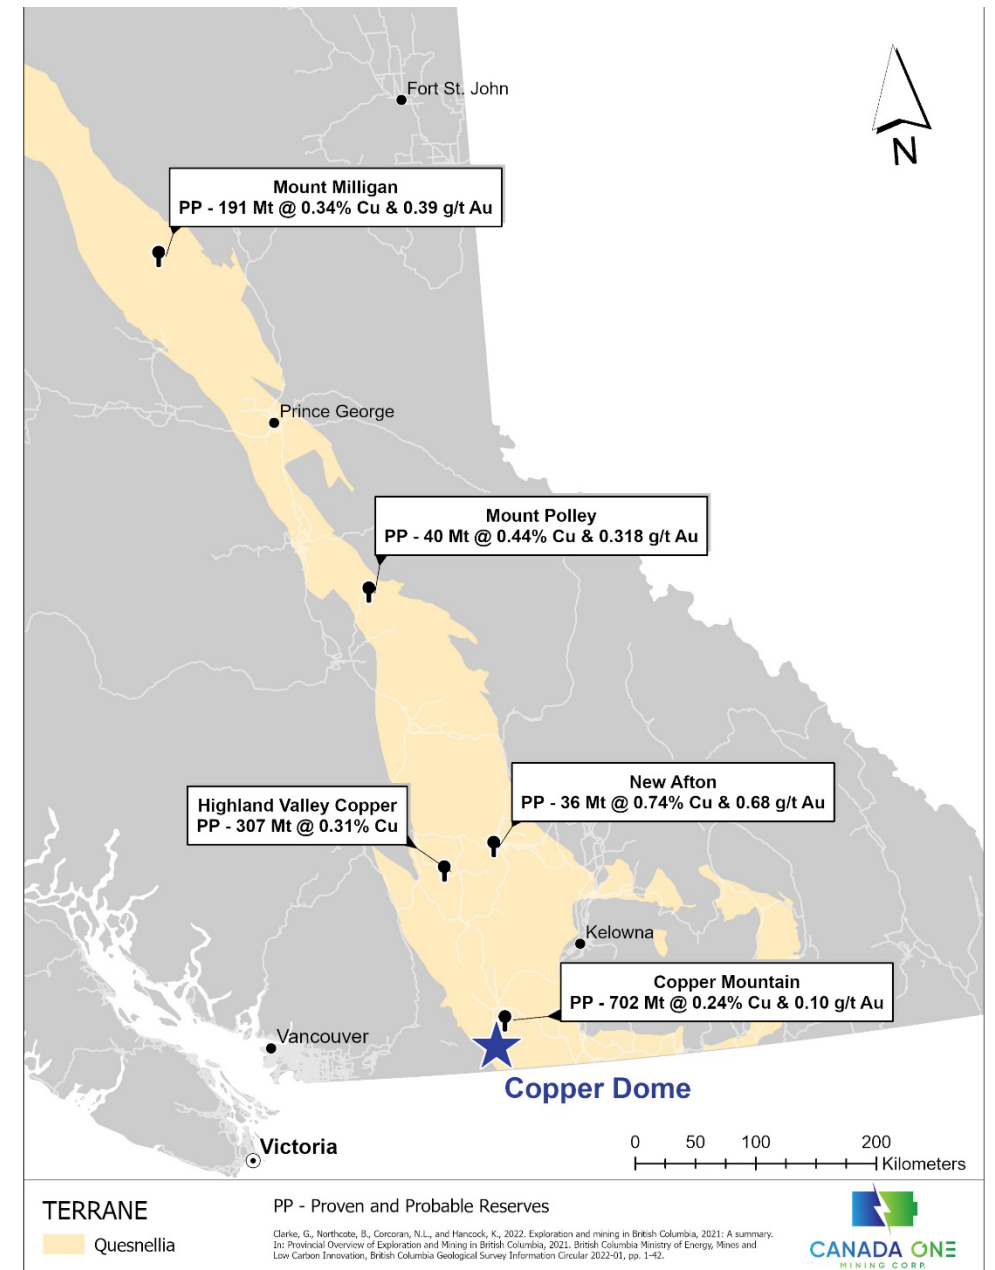 Fort St. John
N
Mount Milligan
PP - 191 Mt @ 0.34% Cu & 0.39 g/t Au
Prince George
Mount Polley
PP - 40 Mt @ 0.44% Cu & 0.318 g/t Au
New Afton
PP - 36 Mt @ 0.74% Cu & 0.68 g/t Au
Highland Valley Copper
PP - 307 Mt @ 0.31% Cu
Kelowna
Copper Mountain
PP - 702 Mt @ 0.24% Cu & 0.10 g/t Au
Vancouver
Copper Dome
Victoria
0 50 100 200
Kilometers
TERRANE
Quesnellia
PP - Proven and Probable Reserves
Clarke, G., Northcote, B., Corcoran, N.L., and Hancock, K., 2022. Exploration and mining in British Columbia, 2021: A summary.
In: Provincial Overview of Exploration and Mining in British Columbia, 2021. British Columbia Ministry of Energy, Mines and
Low Carbon Innovation, British Columbia Geological Survey Information Circular 2022-01, pp. 1-42.
CANADA ONE
MINING CORP.